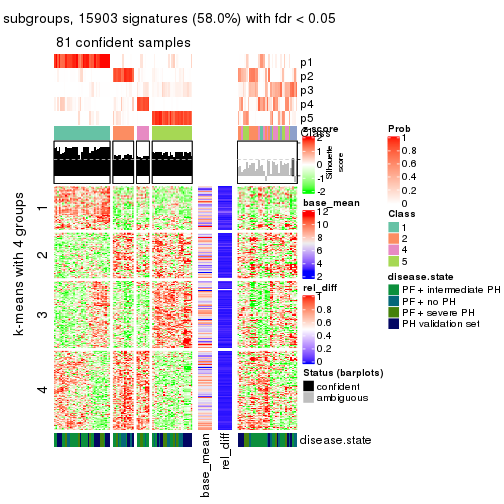 subgroups, 15903 signatures (58.0%) with fdr < 0.05
81 confident samples
p1
p2
p3
p4
p5
Class
z-score
2
1
0
-1
-2
Silhouette
score
base_mean
12
10
8
6
4
2
rel_diff
1
0.8
0.6
0.4
0.2
0
Status (barplots)
confident
ambiguous
Prob
1
0.8
0.6
0.4
0.2
0
Class
1
2
4
5
disease.state
PF+ intermediate PH
PF+ no PH
PF+ severe PH
PH validation set
k-means with 4 groups
1
2
3
4
disease.state
base_mean
rel_diff